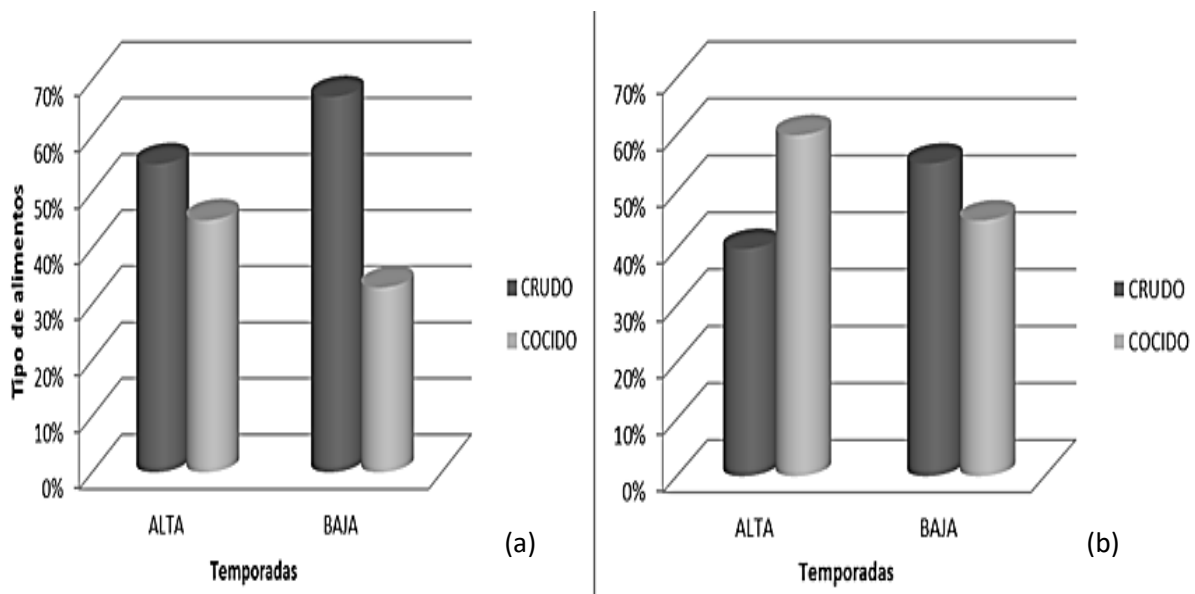 70%
60%
50%
40%
30%
20%
10%
0%
Tipo de alimentos
ALTA BAJA
Temporadas
CRUDO
COCIDO
(a)
70%
60%
50%
40%
30%
20%
10%
0%
ALTA BAJA
Temporadas
CRUDO
COCIDO
(b)